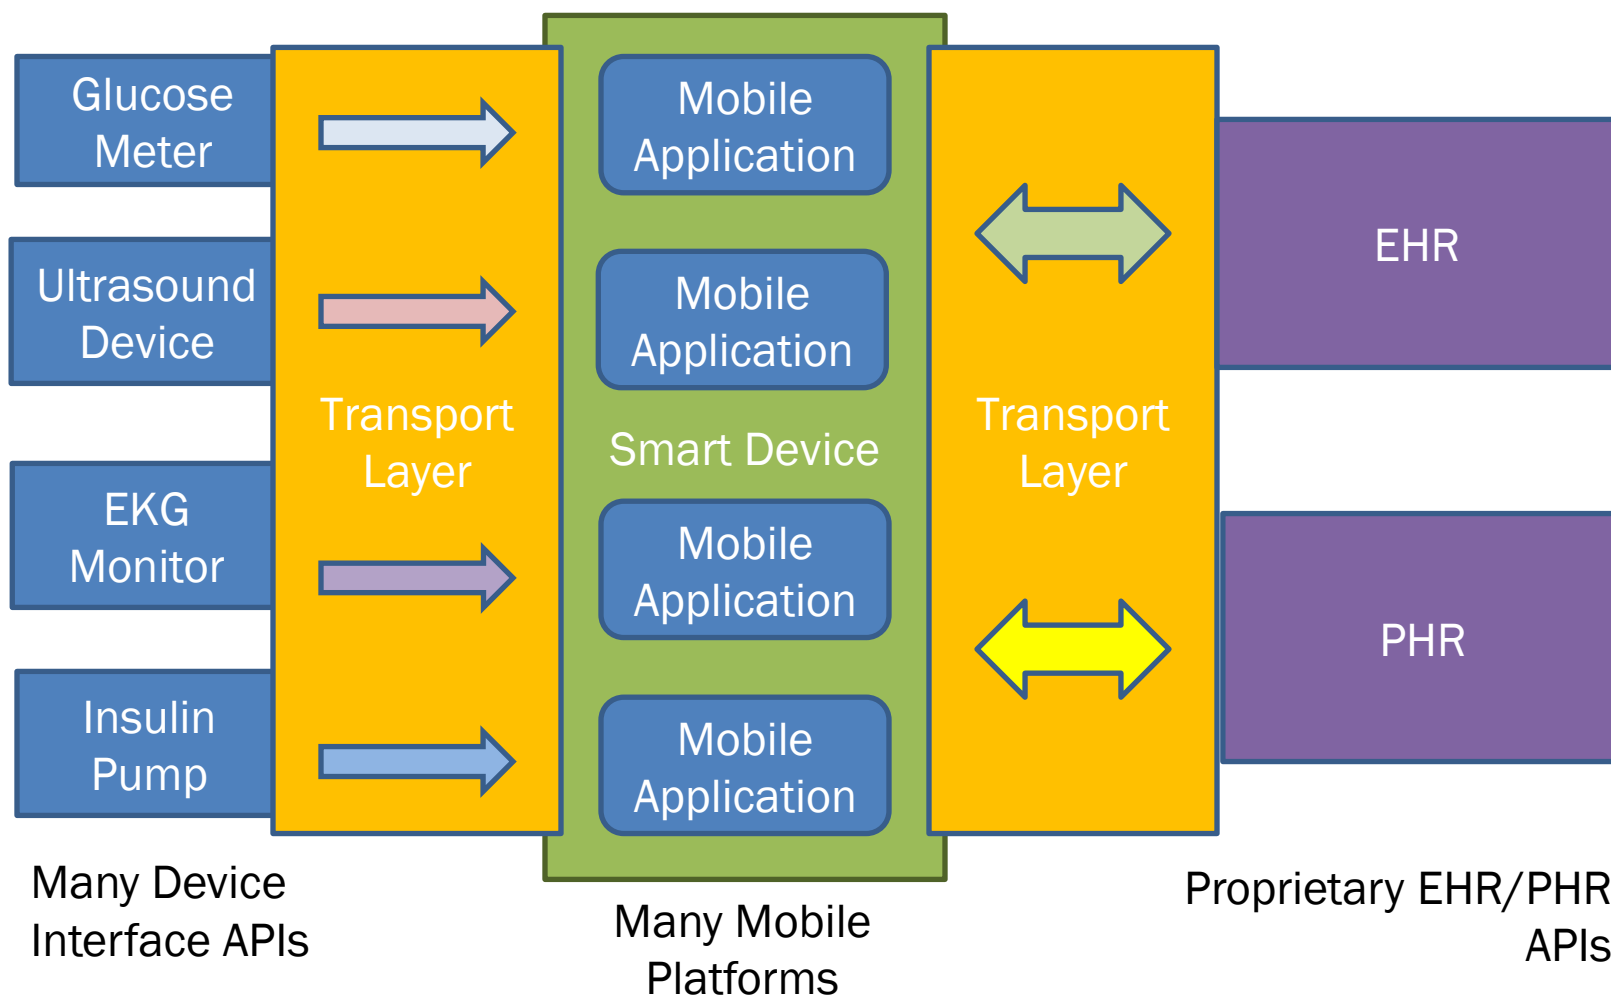 Glucose
Meter
Ultrasound
Device
EKG
Monitor
Insulin
Pump
Many Device
Interface APIs
Transport
Layer
Mobile
Application
Mobile
Application
Smart Device
Mobile
Application
Mobile
Application
Many Mobile
Platforms
Transport
Layer
EHR
PHR
Proprietary EHR/PHR
APIs